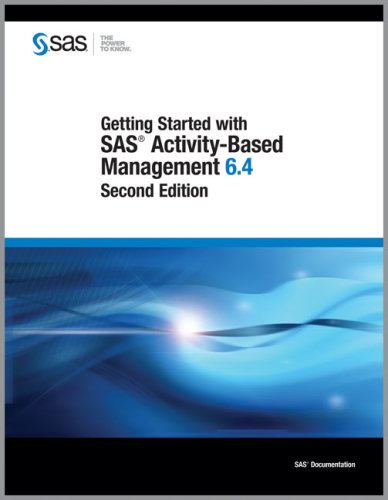 sas
THE
POWER
TO KNOW.
Getting Started with
SAS® Activity-Based
Management 6.4
Second Edition
SAS® Documentation